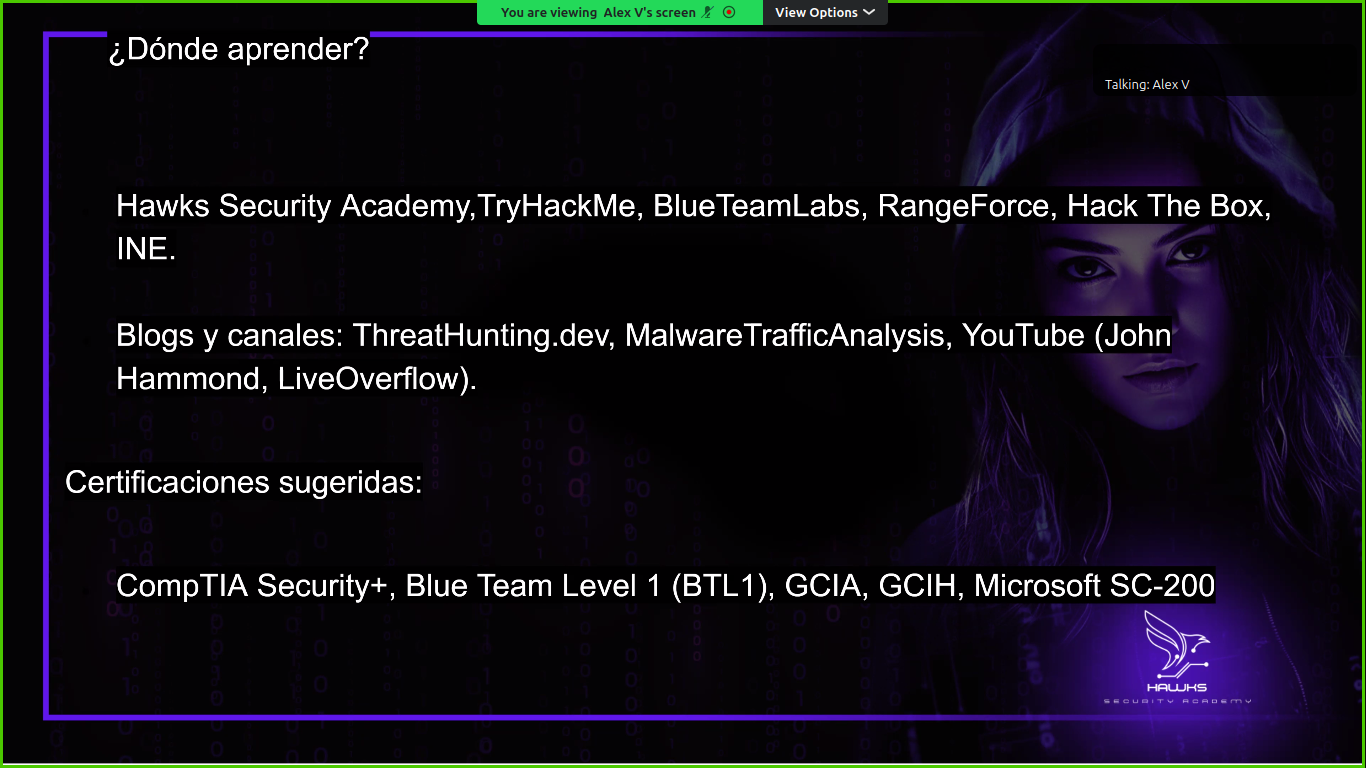 You are viewing Alex V's screen
View Options
¿Dónde aprender?
Talking: Alex V
Hawks Security Academy,TryHackMe, BlueTeamLabs, RangeForce, Hack The Box,
INE.
Blogs y canales: ThreatHunting.dev, MalwareTrafficAnalysis, YouTube (John
Hammond, LiveOverflow).
Certificaciones sugeridas:
CompTIA Security+, Blue Team Level 1 (BTL1), GCIA, GCIH, Microsoft SC-200
HAWKS
SECURITY ACADEMY